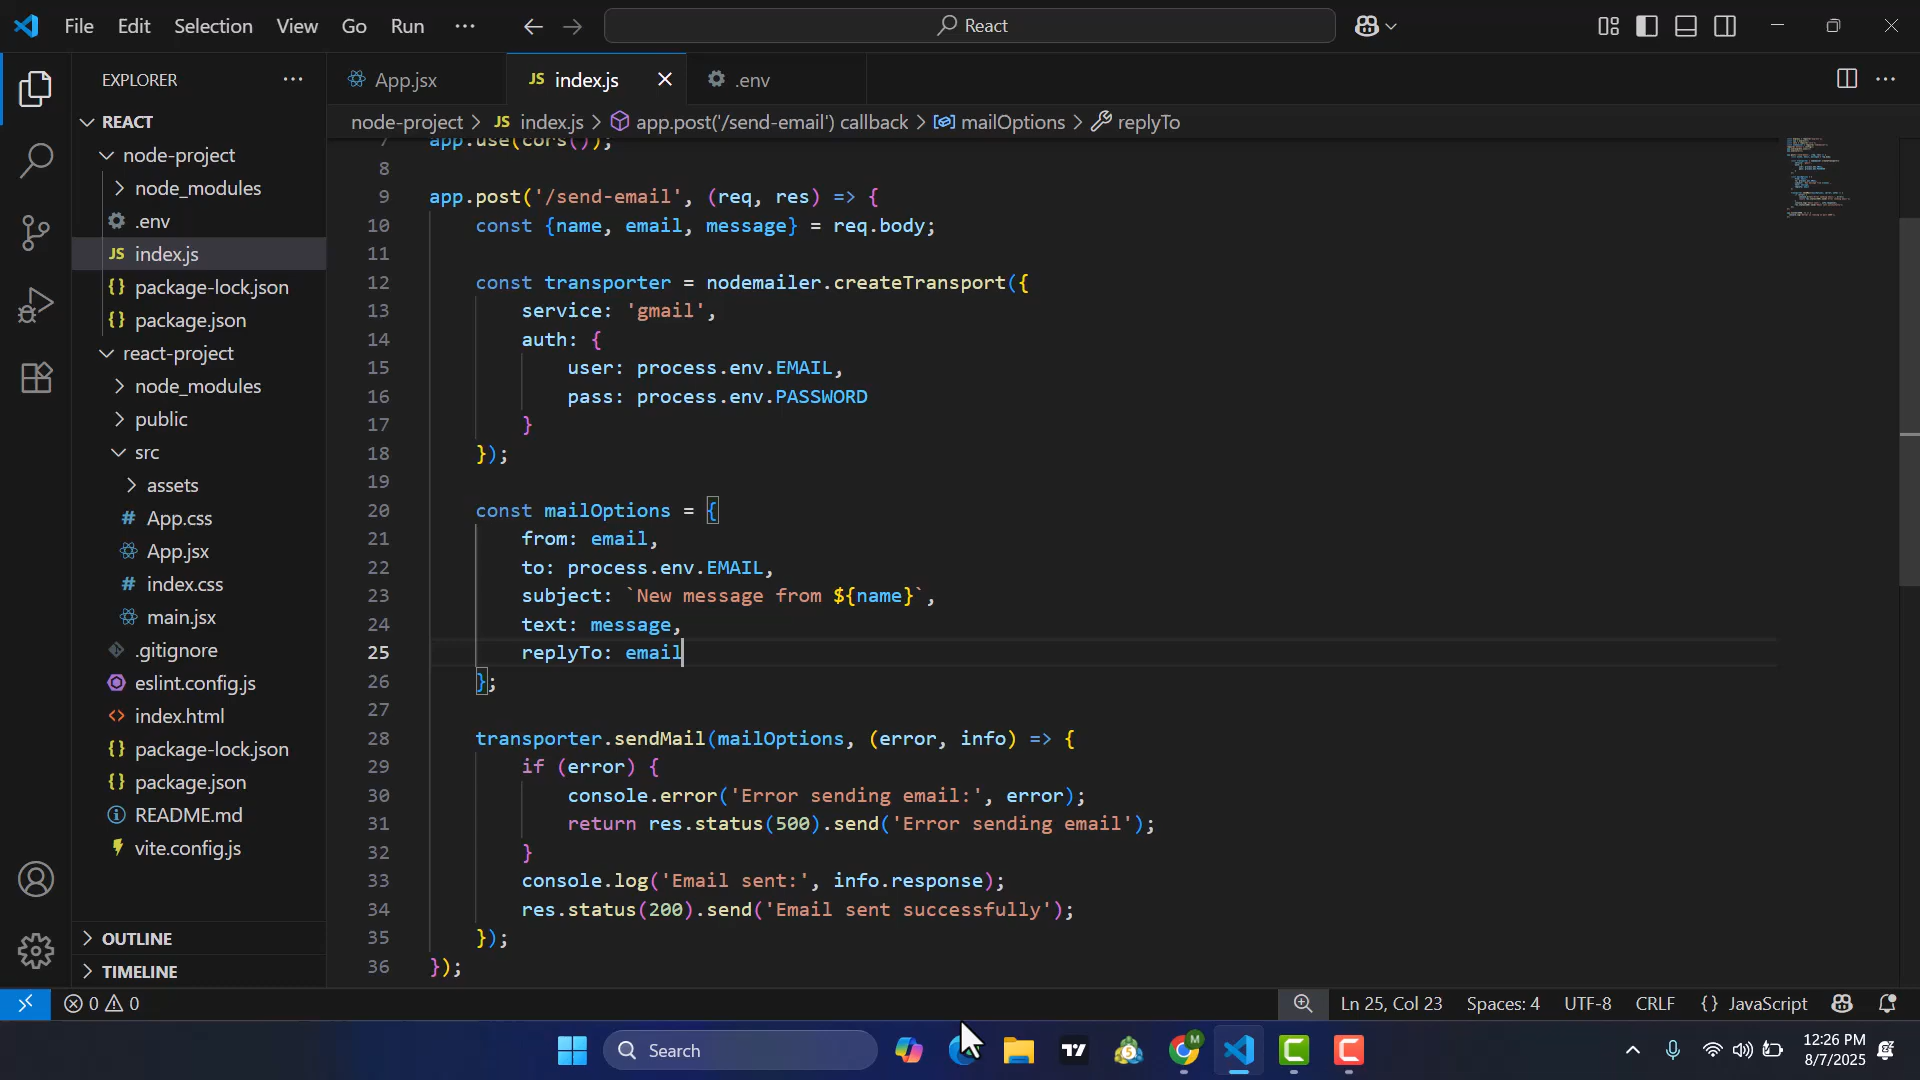 File Edit Selection View Go Run ··· React
EXPLORER ···
App.jsx JS index.js .env ···
REACT
node-project > JS index.js > app.post('/send-email') callback > mailOptions > replyTo
node-project
node_modules
.env
JS index.js
{} package-lock.json
{} package.json
react-project
node_modules
public
src
assets
# App.css
App.jsx
# index.css
main.jsx
.gitignore
eslint.config.js
<> index.html
{} package-lock.json
{} package.json
README.md
vite.config.js
OUTLINE
TIMELINE
7 app.use(cors());
8
9 app.post('/send-email', (req, res) => {
10 const {name, email, message} = req.body;
11
12 const transporter = nodemailer.createTransport({
13 service: 'gmail',
14 auth: {
15 user: process.env.EMAIL,
16 pass: process.env.PASSWORD
17 }
18 });
19
20 const mailOptions = {
21 from: email,
22 to: process.env.EMAIL,
23 subject: `New message from ${name}`,
24 text: message,
25 replyTo: email
26 };
27
28 transporter.sendMail(mailOptions, (error, info) => {
29 if (error) {
30 console.error('Error sending email:', error);
31 return res.status(500).send('Error sending email');
32 }
33 console.log('Email sent:', info.response);
34 res.status(200).send('Email sent successfully');
35 });
36 });
0 0 Ln 25, Col 23 Spaces: 4 UTF-8 CRLF {} JavaScript
Search
M
12:26 PM
8/7/2025